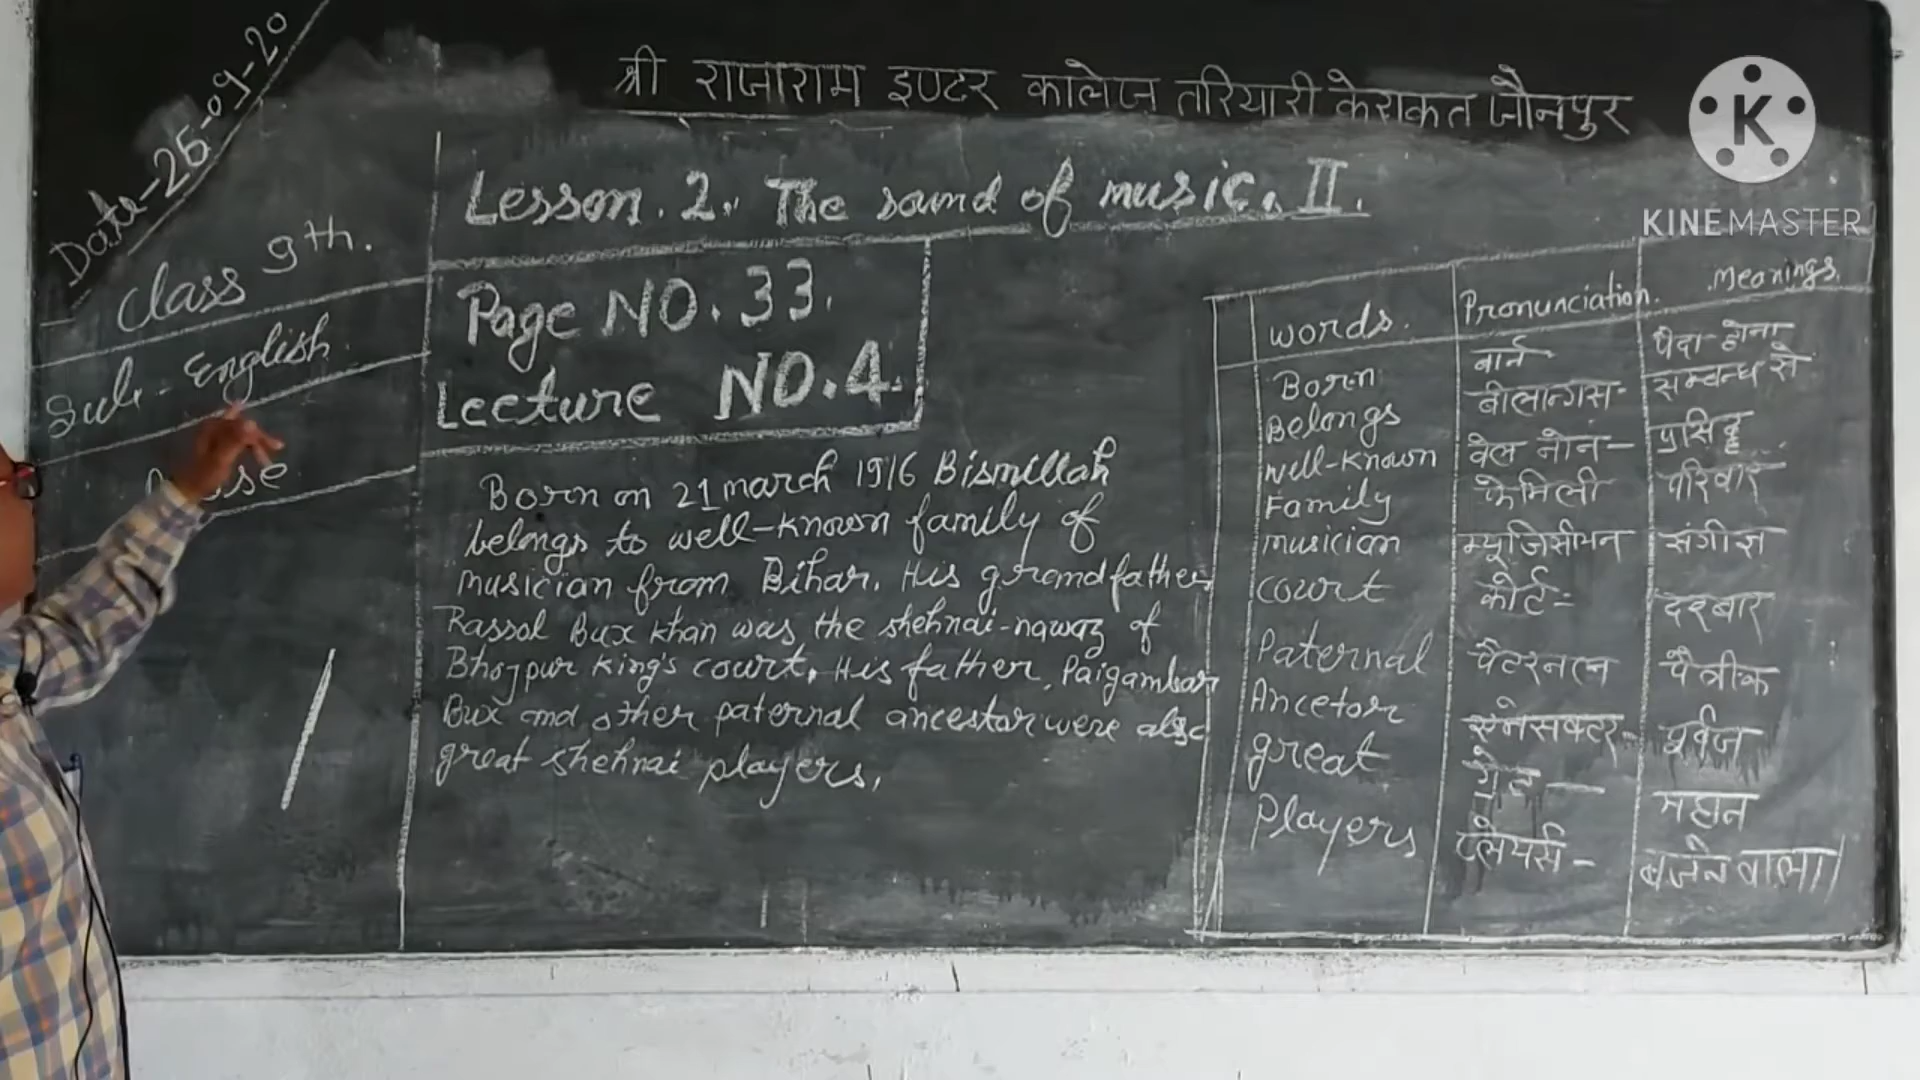 श्री राजाराम इण्टर कालेज तरियारी केराकत जौनपुर
Date-26-09-20
Class 9th.
Sub- English
K
KINEMASTER
Lesson. 2. The sound of music. II.
Page NO. 33.
Lecture NO.4.
Born on 21 march 1916 Bismillah
belongs to well-known family of
musician from Bihar. His grandfather
Rassol Bux Khan was the shehnai-nawaz of
Bhojpur King's court. His father, Paigambar
Bux and other paternal ancestor were also
great shehnai players.
words. Pronunciation. Meanings.
Born बार्न पैदा होना
Belongs बीलान्गस- सम्बन्ध से
well-known वेल नोन- प्रसिद्ध
Family फेमिली परिवार
musician म्यूजिसीयन संगीज्ञ
court कोर्ट- दरबार
Paternal पैटरनल पैत्रीक
Ancetor एनेसक्टर- पूर्वज
great ग्रेट- महान
Players प्लेयर्स- बजने वाला